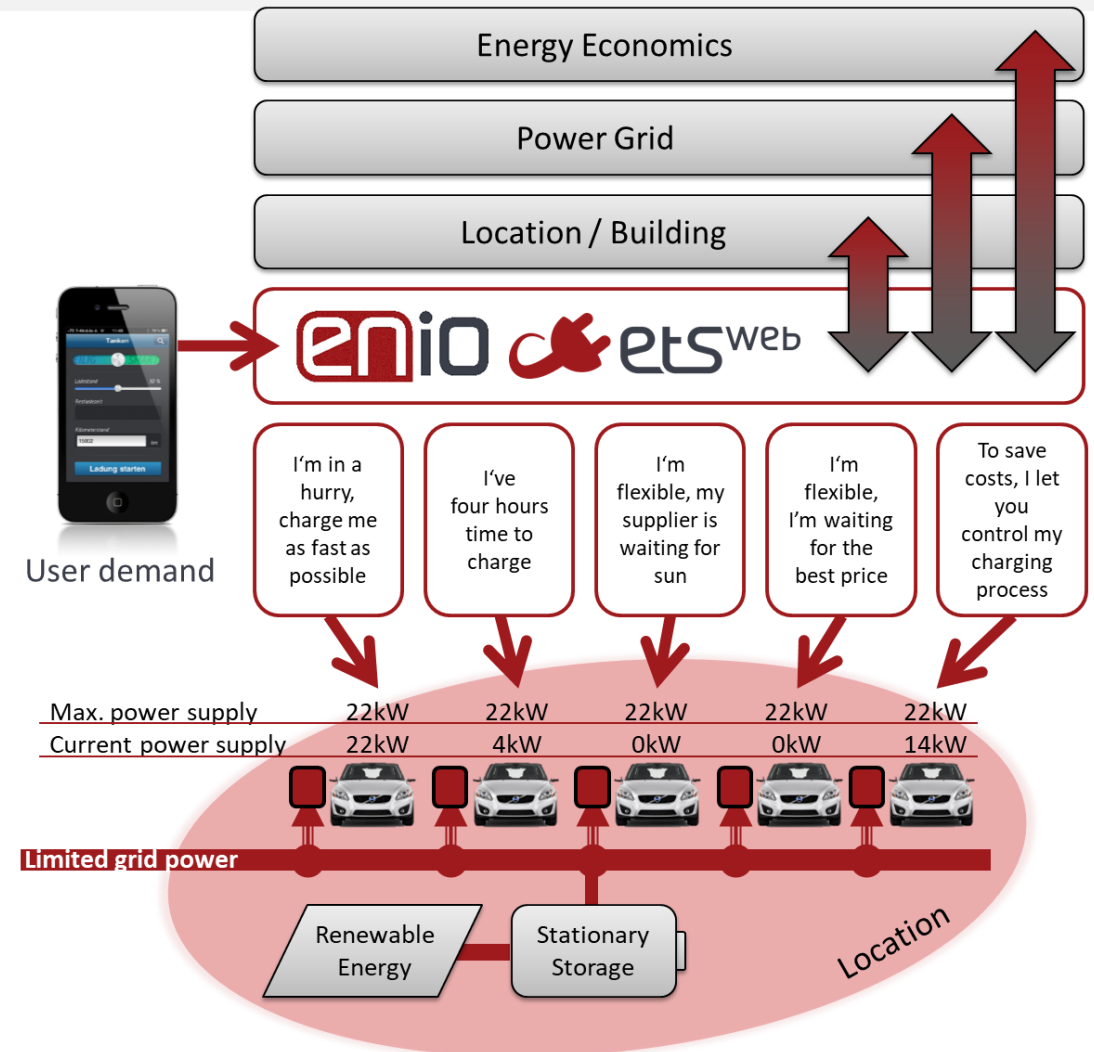 Energy Economics
Power Grid
Location / Building
enio etsWEB
Tanken
Ladestand
Kilometerstand
Ladung starten
User demand
I'm in a
hurry,
charge me
as fast as
possible
I've
four hours
time to
charge
I'm
flexible, my
supplier is
waiting for
sun
I'm
flexible,
I'm waiting
for the
best price
To save
costs, I let
you
control my
charging
process
Max. power supply 22kW 22kW 22kW 22kW 22kW
Current power supply 22kW 4kW 0kW 0kW 14kW
Limited grid power
Renewable
Energy
Stationary
Storage
Location